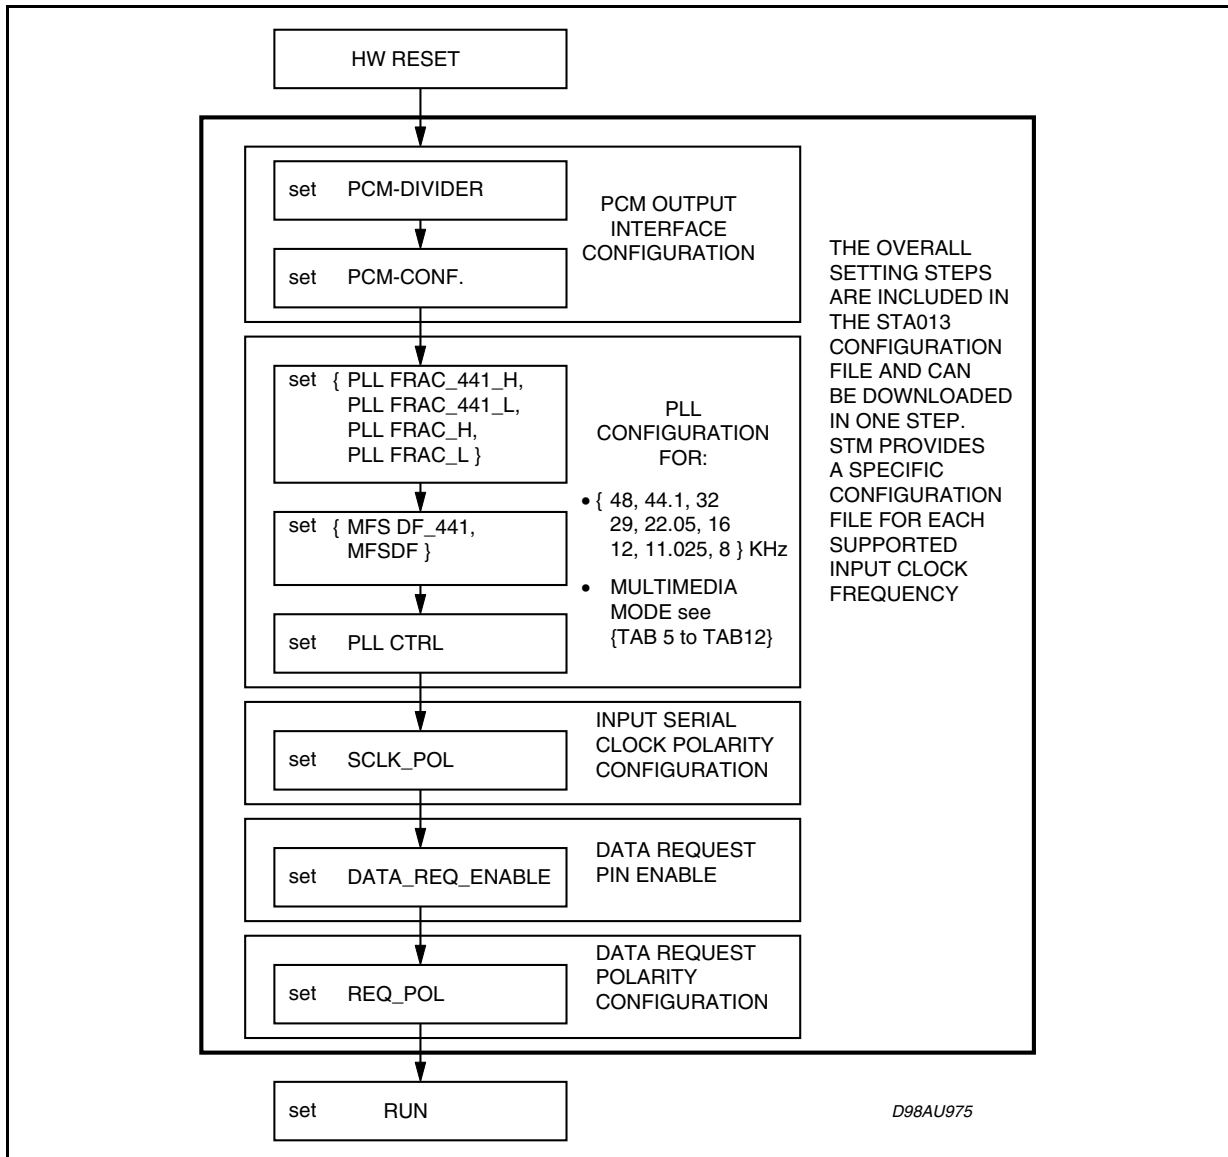 HW RESET
set PCM-DIVIDER
set PCM-CONF.
PCM OUTPUT
INTERFACE
CONFIGURATION
set { PLL FRAC_441_H,
PLL FRAC_441_L,
PLL FRAC_H,
PLL FRAC_L }
set { MFS DF_441,
MFSDF }
set PLL CTRL
PLL
CONFIGURATION
FOR:
• { 48, 44.1, 32
29, 22.05, 16
12, 11.025, 8 } KHz
• MULTIMEDIA
MODE see
{TAB 5 to TAB12}
set SCLK_POL
INPUT SERIAL
CLOCK POLARITY
CONFIGURATION
set DATA_REQ_ENABLE
DATA REQUEST
PIN ENABLE
set REQ_POL
DATA REQUEST
POLARITY
CONFIGURATION
THE OVERALL
SETTING STEPS
ARE INCLUDED IN
THE STA013
CONFIGURATION
FILE AND CAN
BE DOWNLOADED
IN ONE STEP.
STM PROVIDES
A SPECIFIC
CONFIGURATION
FILE FOR EACH
SUPPORTED
INPUT CLOCK
FREQUENCY
set RUN
D98AU975